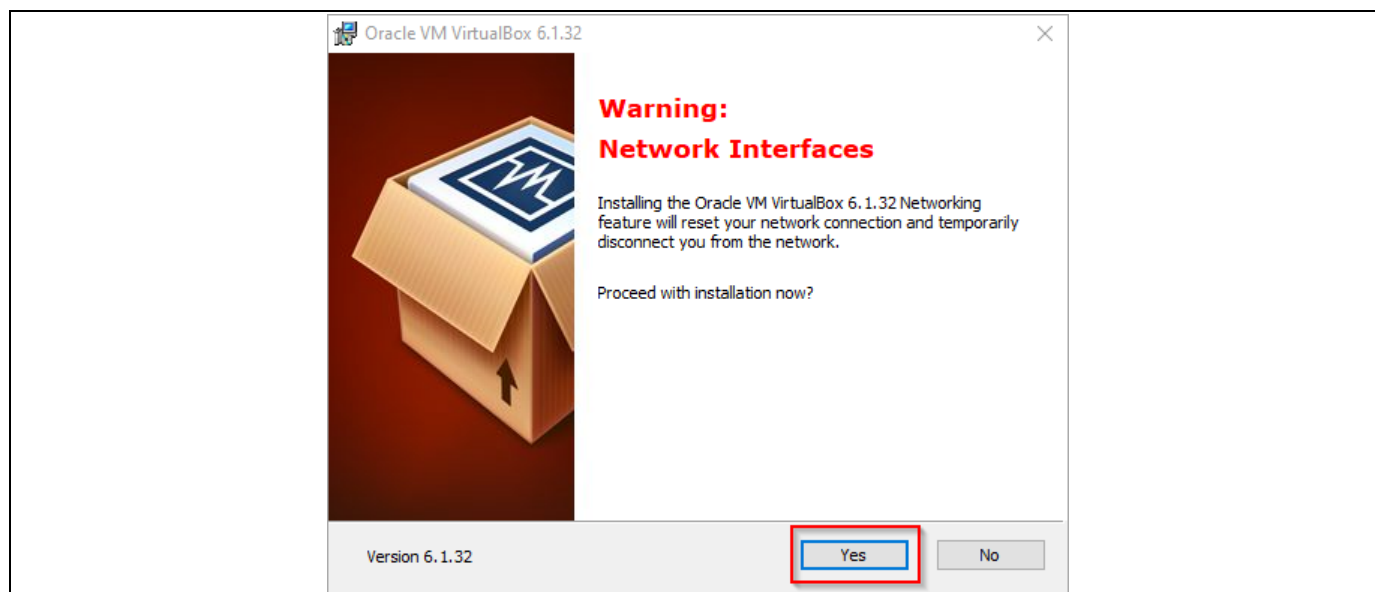 Oracle VM VirtualBox 6.1.32
Warning:
Network Interfaces
Installing the Oracle VM VirtualBox 6.1.32 Networking
feature will reset your network connection and temporarily
disconnect you from the network.
Proceed with installation now?
Version 6.1.32
Yes
No